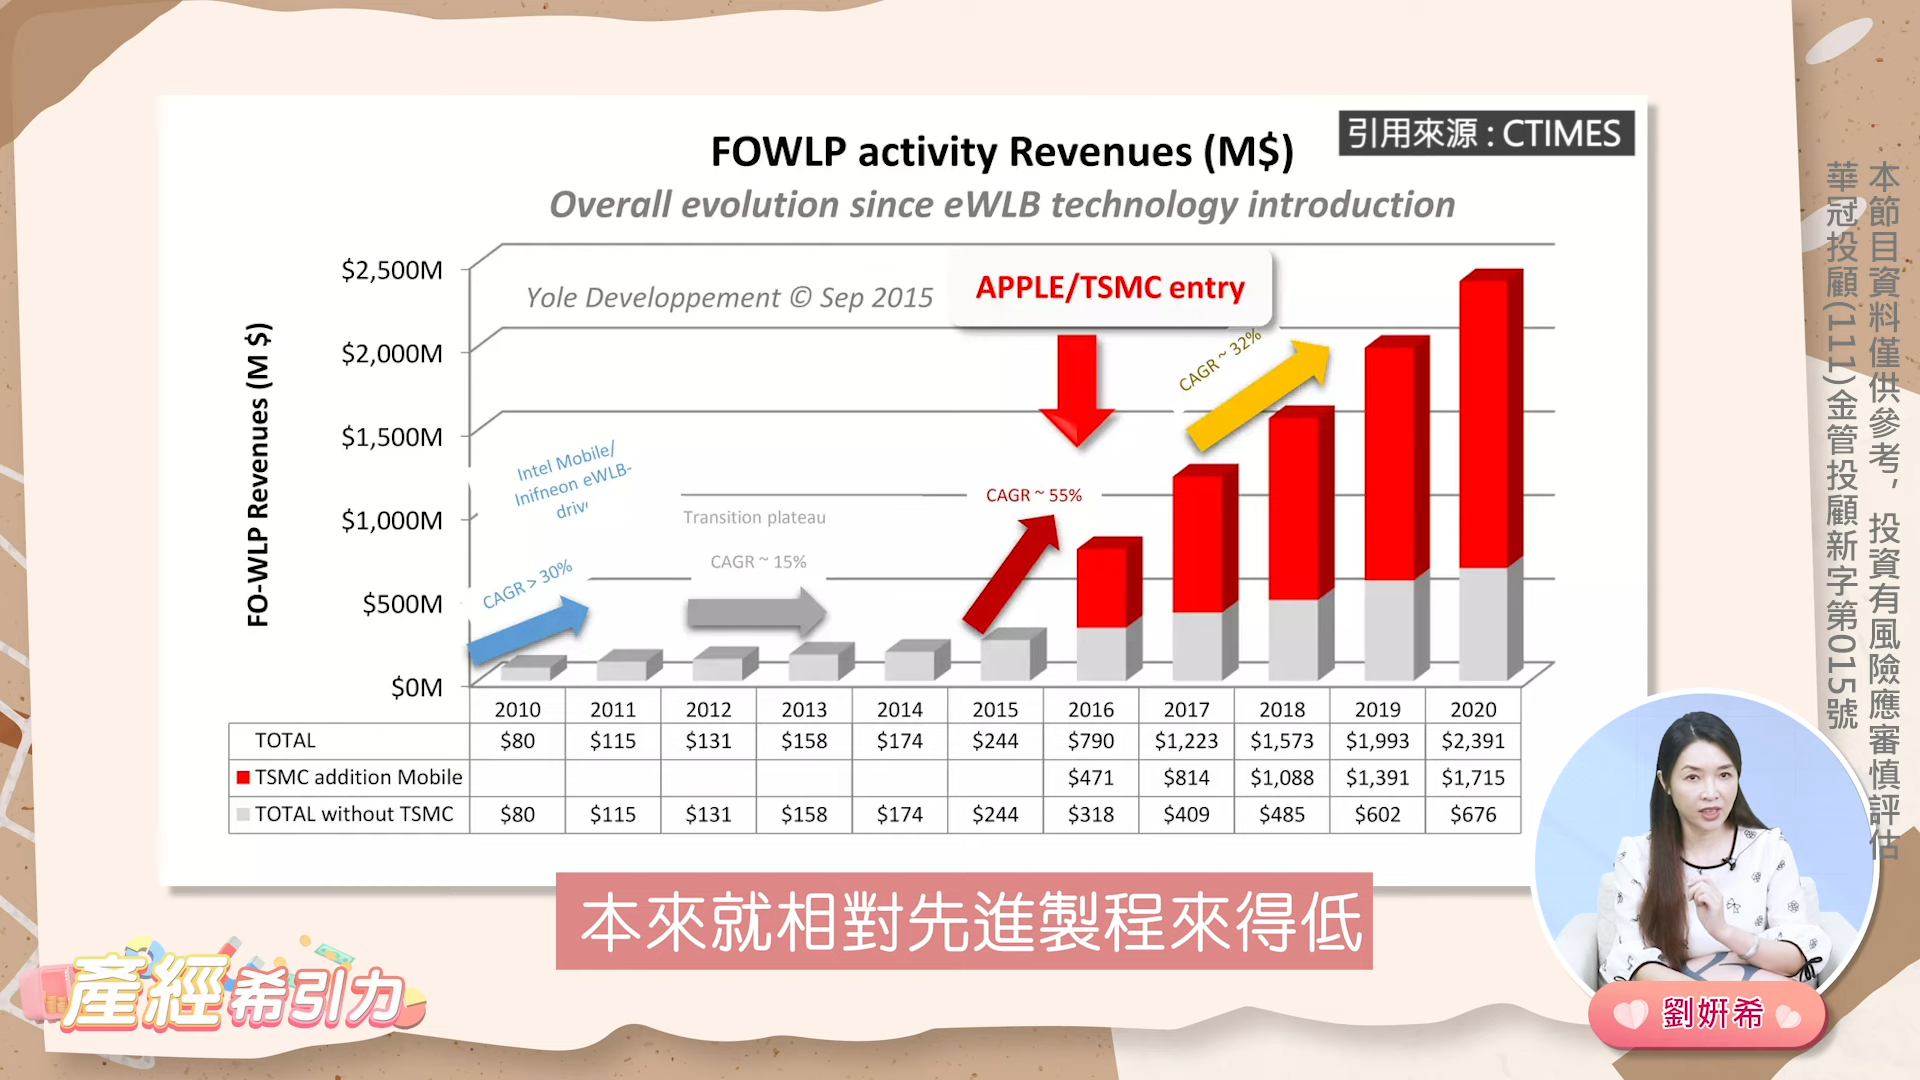 FOWLP activity Revenues (M$)
引用來源 : CTIMES
Overall evolution since eWLB technology introduction
Yole Developpement © Sep 2015
APPLE/TSMC entry
FO-WLP Revenues (M $)
$2,500M
$2,000M
$1,500M
$1,000M
$500M
$0M
Intel Mobile/
Inifneon eWLB-
driv
CAGR > 30%
Transition plateau
CAGR ~ 15%
CAGR ~ 55%
CAGR ~ 32%
2010 2011 2012 2013 2014 2015 2016 2017 2018 2019 2020
TOTAL $80 $115 $131 $158 $174 $244 $790 $1,223 $1,573 $1,993 $2,391
TSMC addition Mobile $471 $814 $1,088 $1,391 $1,715
TOTAL without TSMC $80 $115 $131 $158 $174 $244 $318 $409 $485 $602 $676
本來就相對先進製程來得低
產經希引力
劉妍希
本節目資料僅供參考，投資有風險應審慎評估
華冠投顧(111)金管投顧新字第015號